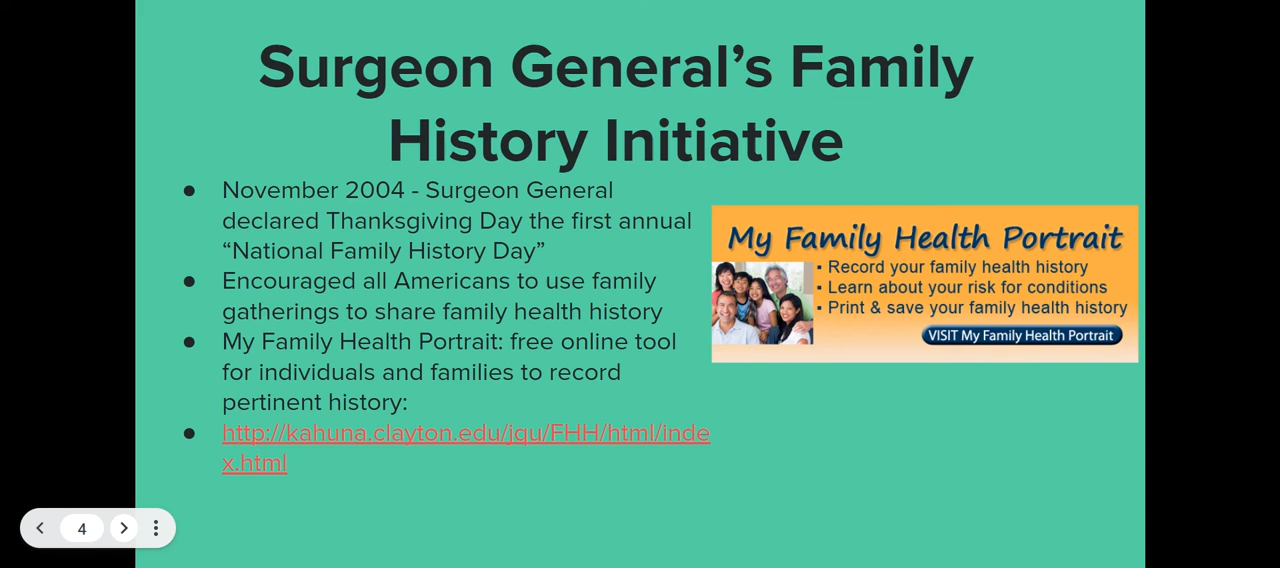 Surgeon General’s Family
History Initiative
● November 2004 - Surgeon General
declared Thanksgiving Day the first annual
“National Family History Day”
● Encouraged all Americans to use family
gatherings to share family health history
● My Family Health Portrait: free online tool
for individuals and families to record
pertinent history:
● http://kahuna.clayton.edu/jqu/FHH/html/inde
x.html
My Family Health Portrait
▪ Record your family health history
▪ Learn about your risk for conditions
▪ Print & save your family health history
VISIT My Family Health Portrait
4